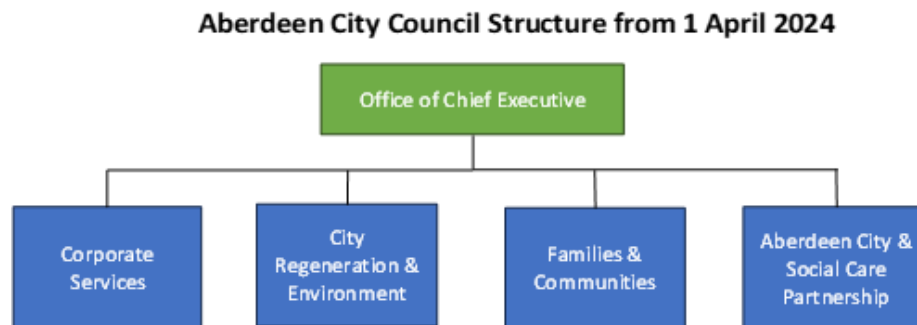 Aberdeen City Council Structure from 1 April 2024
Office of Chief Executive
Corporate
Services
City
Regeneration &
Environment
Families &
Communities
Aberdeen City &
Social Care
Partnership